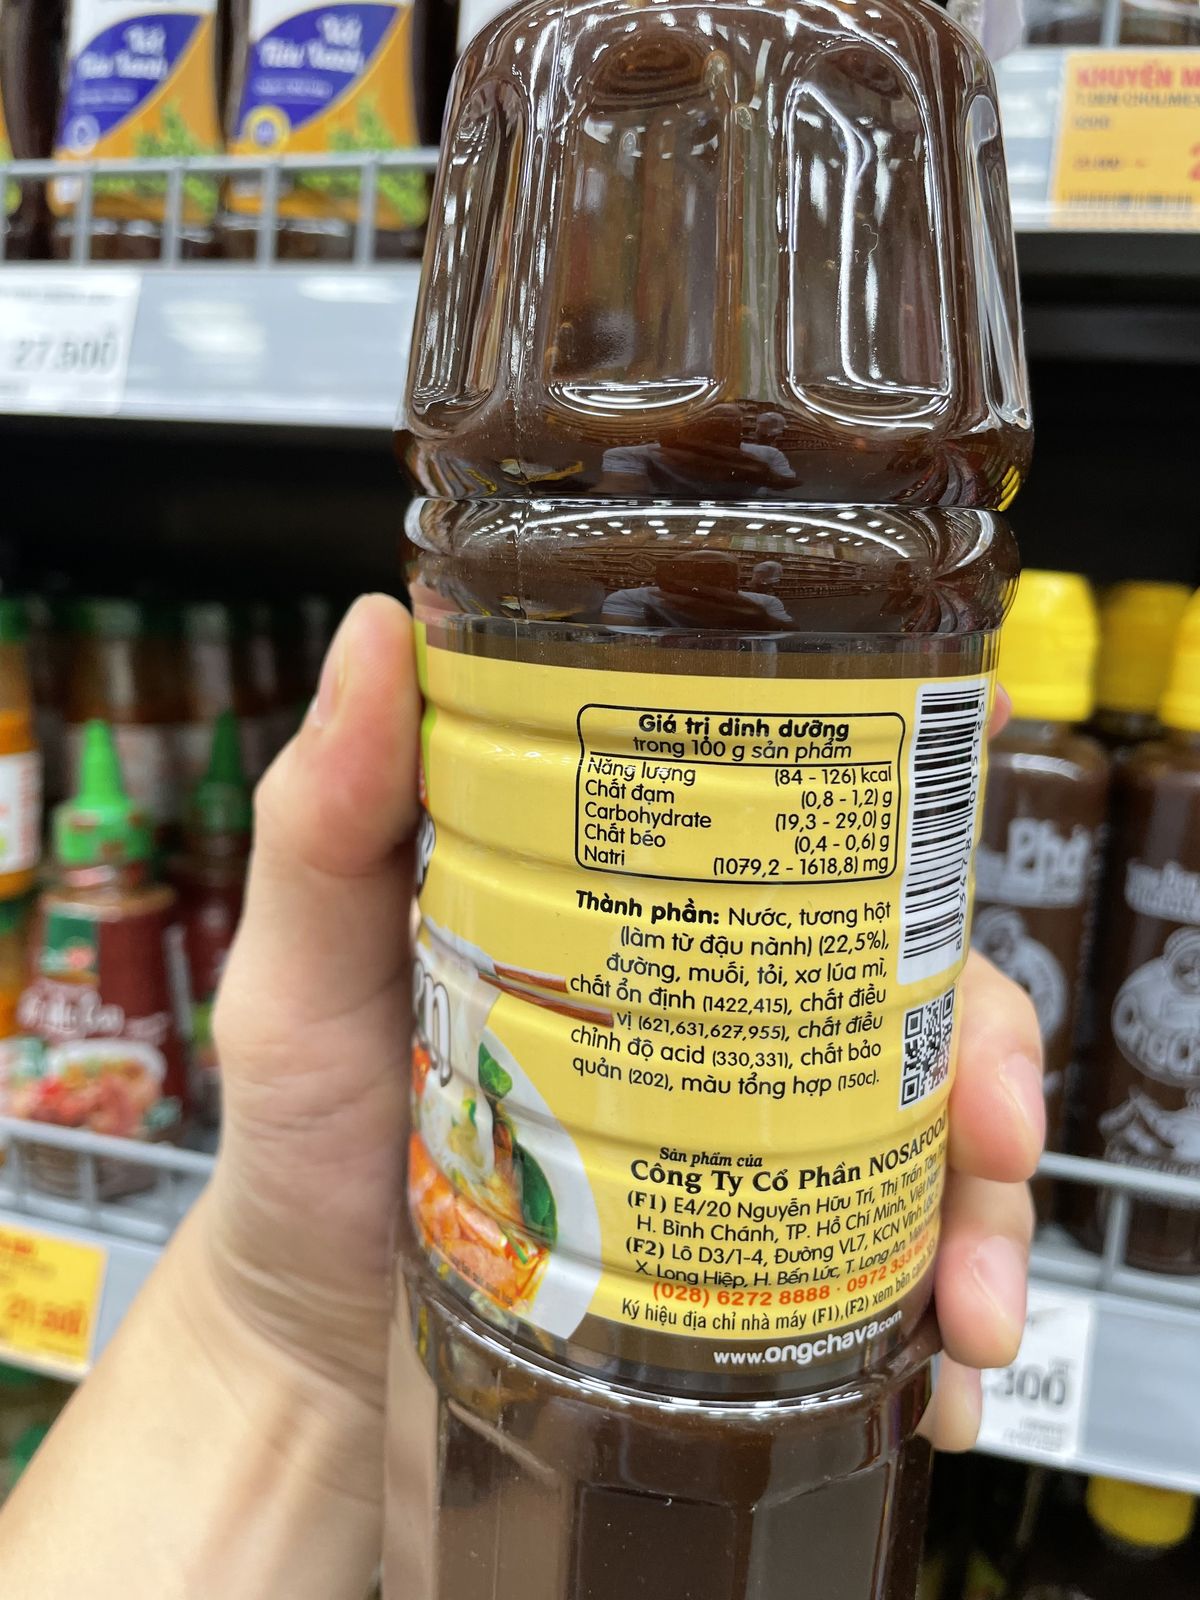 27.500đ
KHUYẾN M
Giá trị dinh dưỡng
trong 100 g sản phẩm
Năng lượng (84 - 126) kcal
Chất đạm (0,8 - 1,2) g
Carbohydrate (19,3 - 29,0) g
Chất béo (0,4 - 0,6) g
Natri (1079,2 - 1618,8) mg
Thành phần: Nước, tương hột
(làm từ đậu nành) (22,5%),
đường, muối, tỏi, xơ lúa mì,
chất ổn định (1422,415), chất điều
vị (621,631,627,955), chất điều
chỉnh độ acid (330,331), chất bảo
quản (202), màu tổng hợp (150c).
Sản phẩm của
Công Ty Cổ Phần NOSAFOOD
(F1) E4/20 Nguyễn Hữu Trí, Thị Trấn Tân
H. Bình Chánh, TP. Hồ Chí Minh, Việt Nam
(F2) Lô D3/1-4, Đường VL7, KCN Vĩnh Lộc
X. Long Hiệp, H. Bến Lức, T. Long An,
(028) 6272 8888 · 0972 333
Ký hiệu địa chỉ nhà máy (F1),(F2) xem bên
www.ongchava.com
Phở
300đ